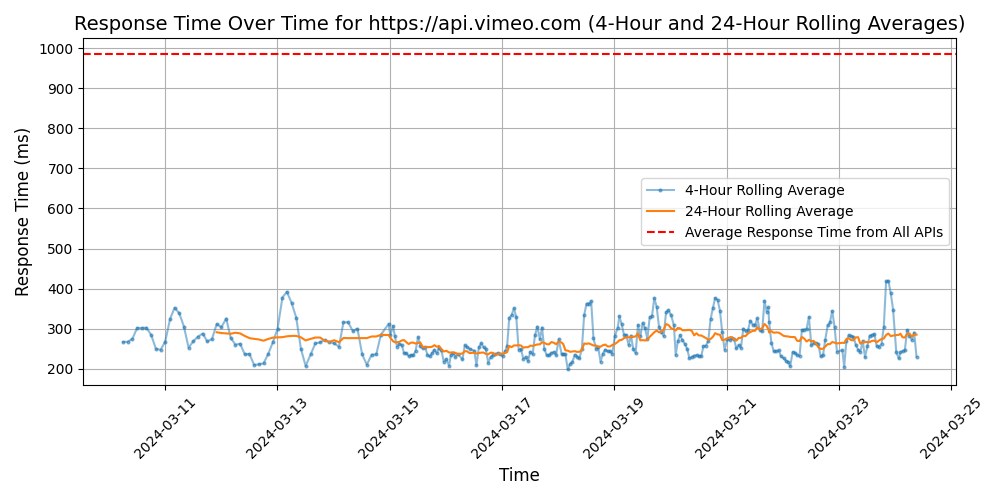 Response Time Over Time for https://api.vimeo.com (4-Hour and 24-Hour Rolling Averages)
Response Time (ms)
1000
900
800
700
600
500
400
300
200
4-Hour Rolling Average
24-Hour Rolling Average
Average Response Time from All APIs
2024-03-11
2024-03-13
2024-03-15
2024-03-17
2024-03-19
2024-03-21
2024-03-23
2024-03-25
Time